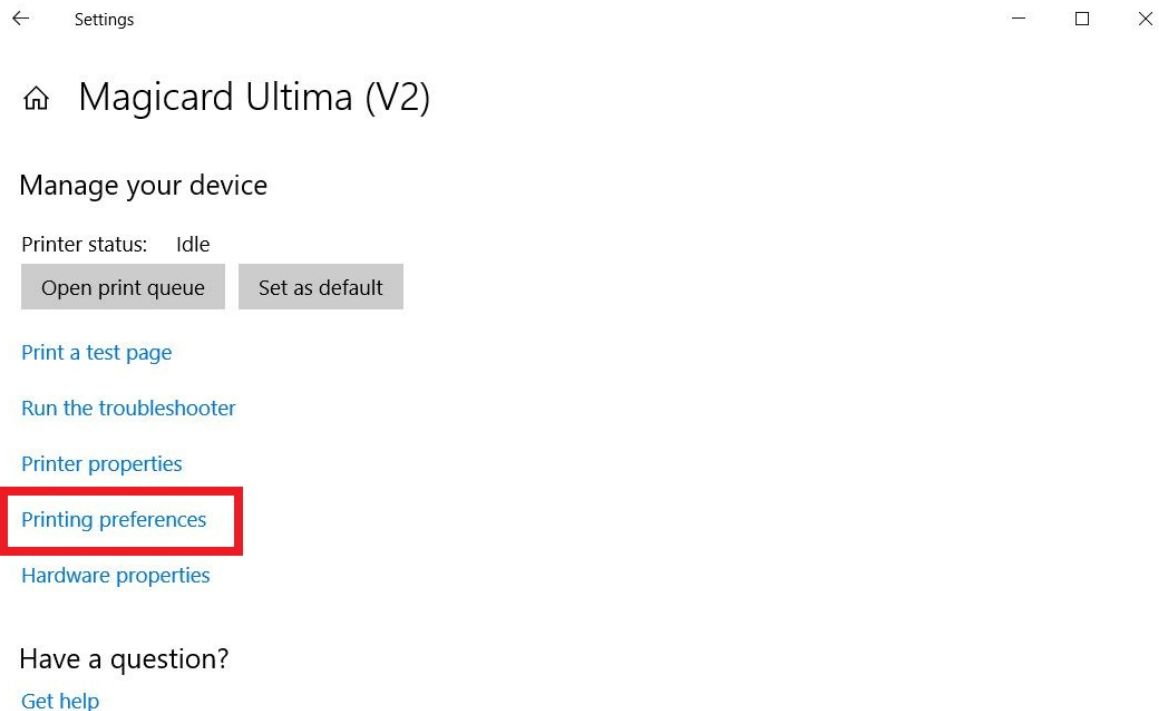 Settings
Magicard Ultima (V2)
Manage your device
Printer status: Idle
Open print queue Set as default
Print a test page
Run the troubleshooter
Printer properties
Printing preferences
Hardware properties
Have a question?
Get help